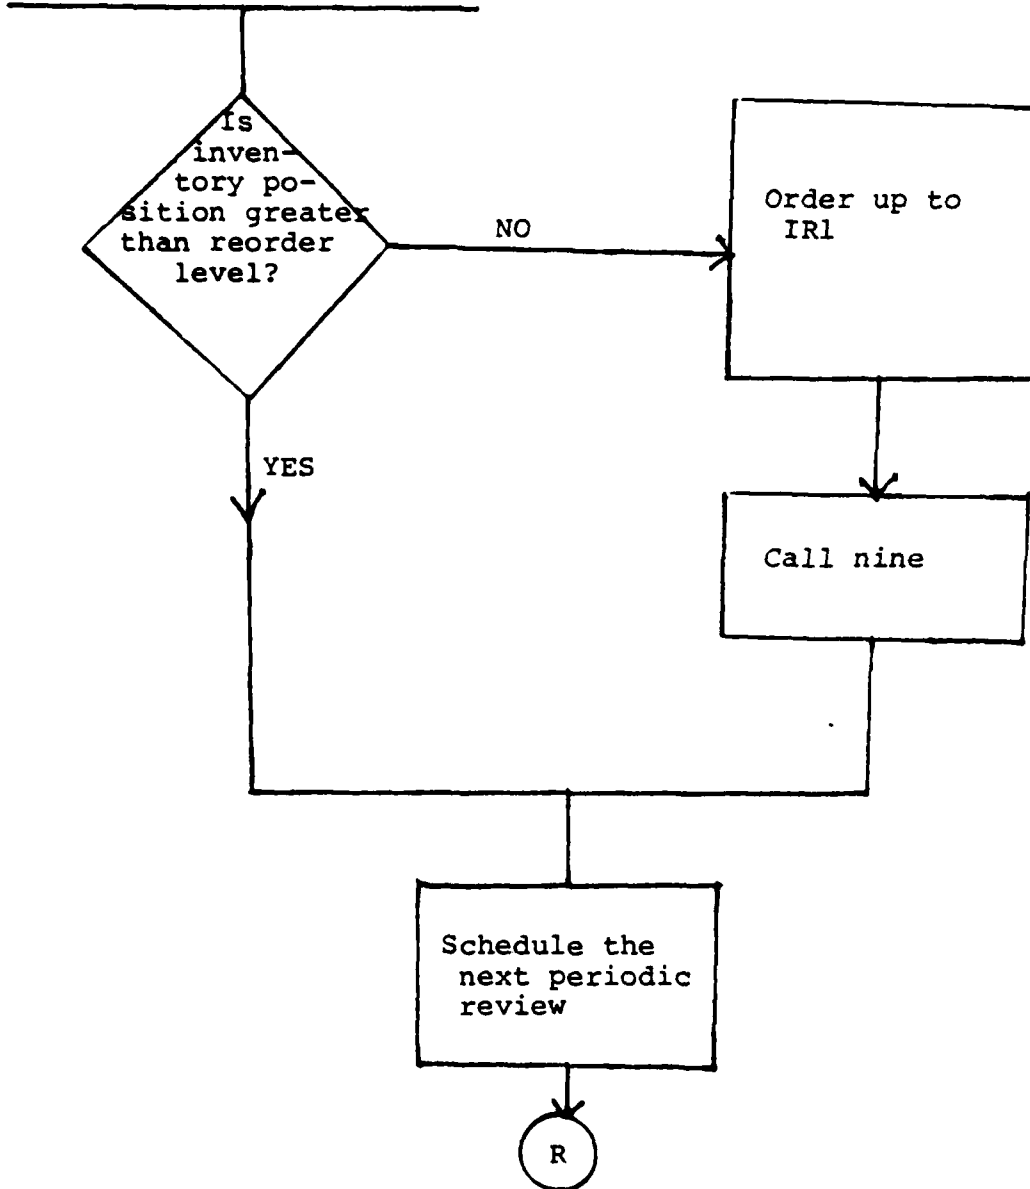 Is
inven-
tory po-
sition greater
than reorder
level?
NO
Order up to
IR1
YES
Call nine
Schedule the
next periodic
review
R